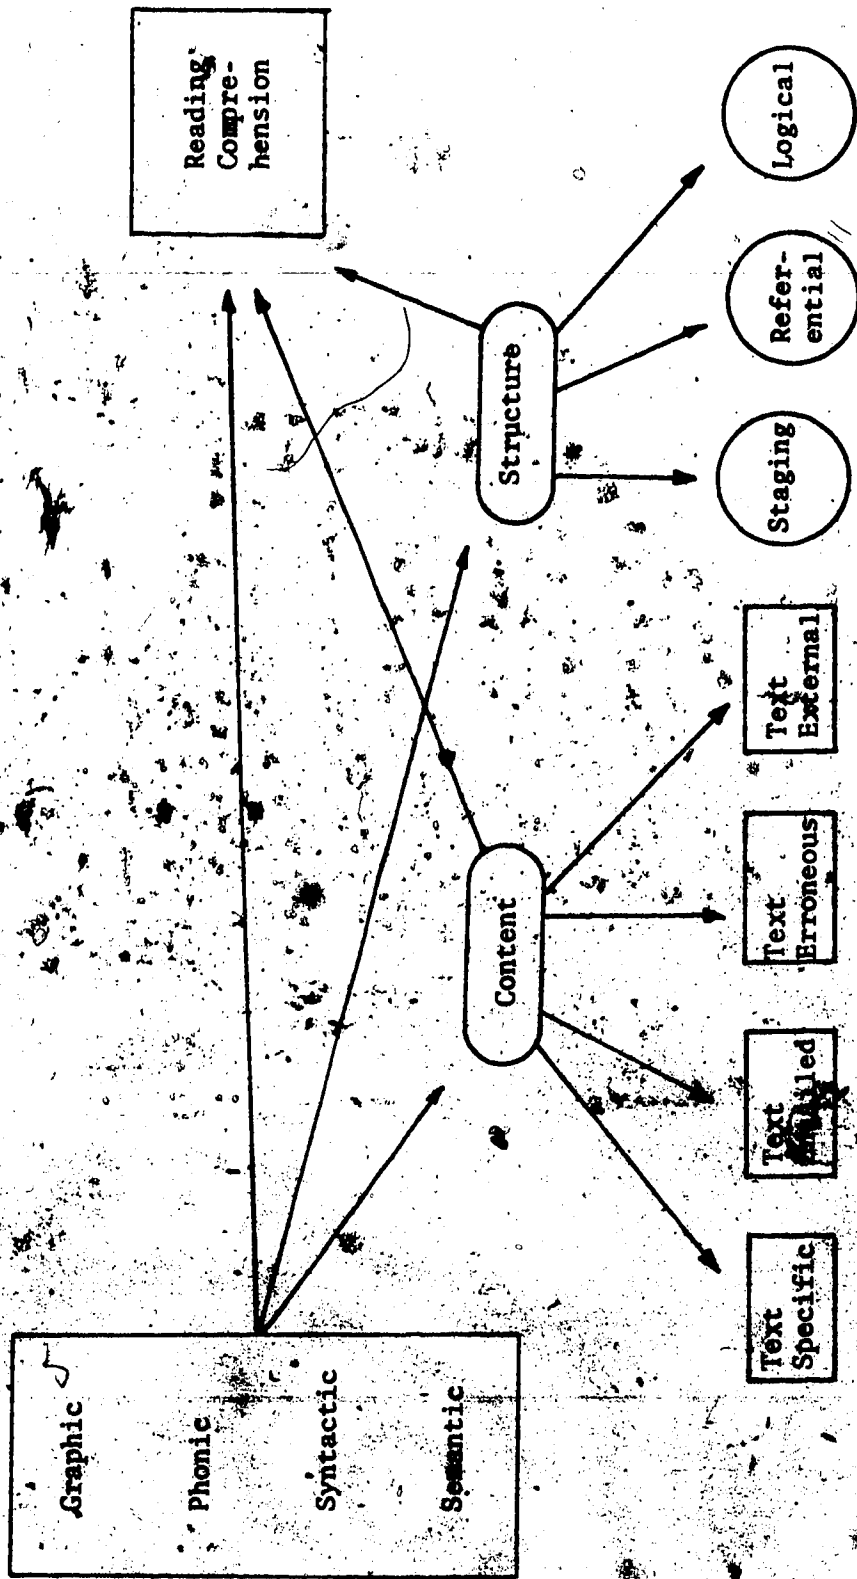 Graphic
Phonic
Syntactic
Semantic
Reading
Compre-
hension
Content
Structure
Text
Specific
Text
Text
Erroneous
Text
External
Staging
Refer-
ential
Logical